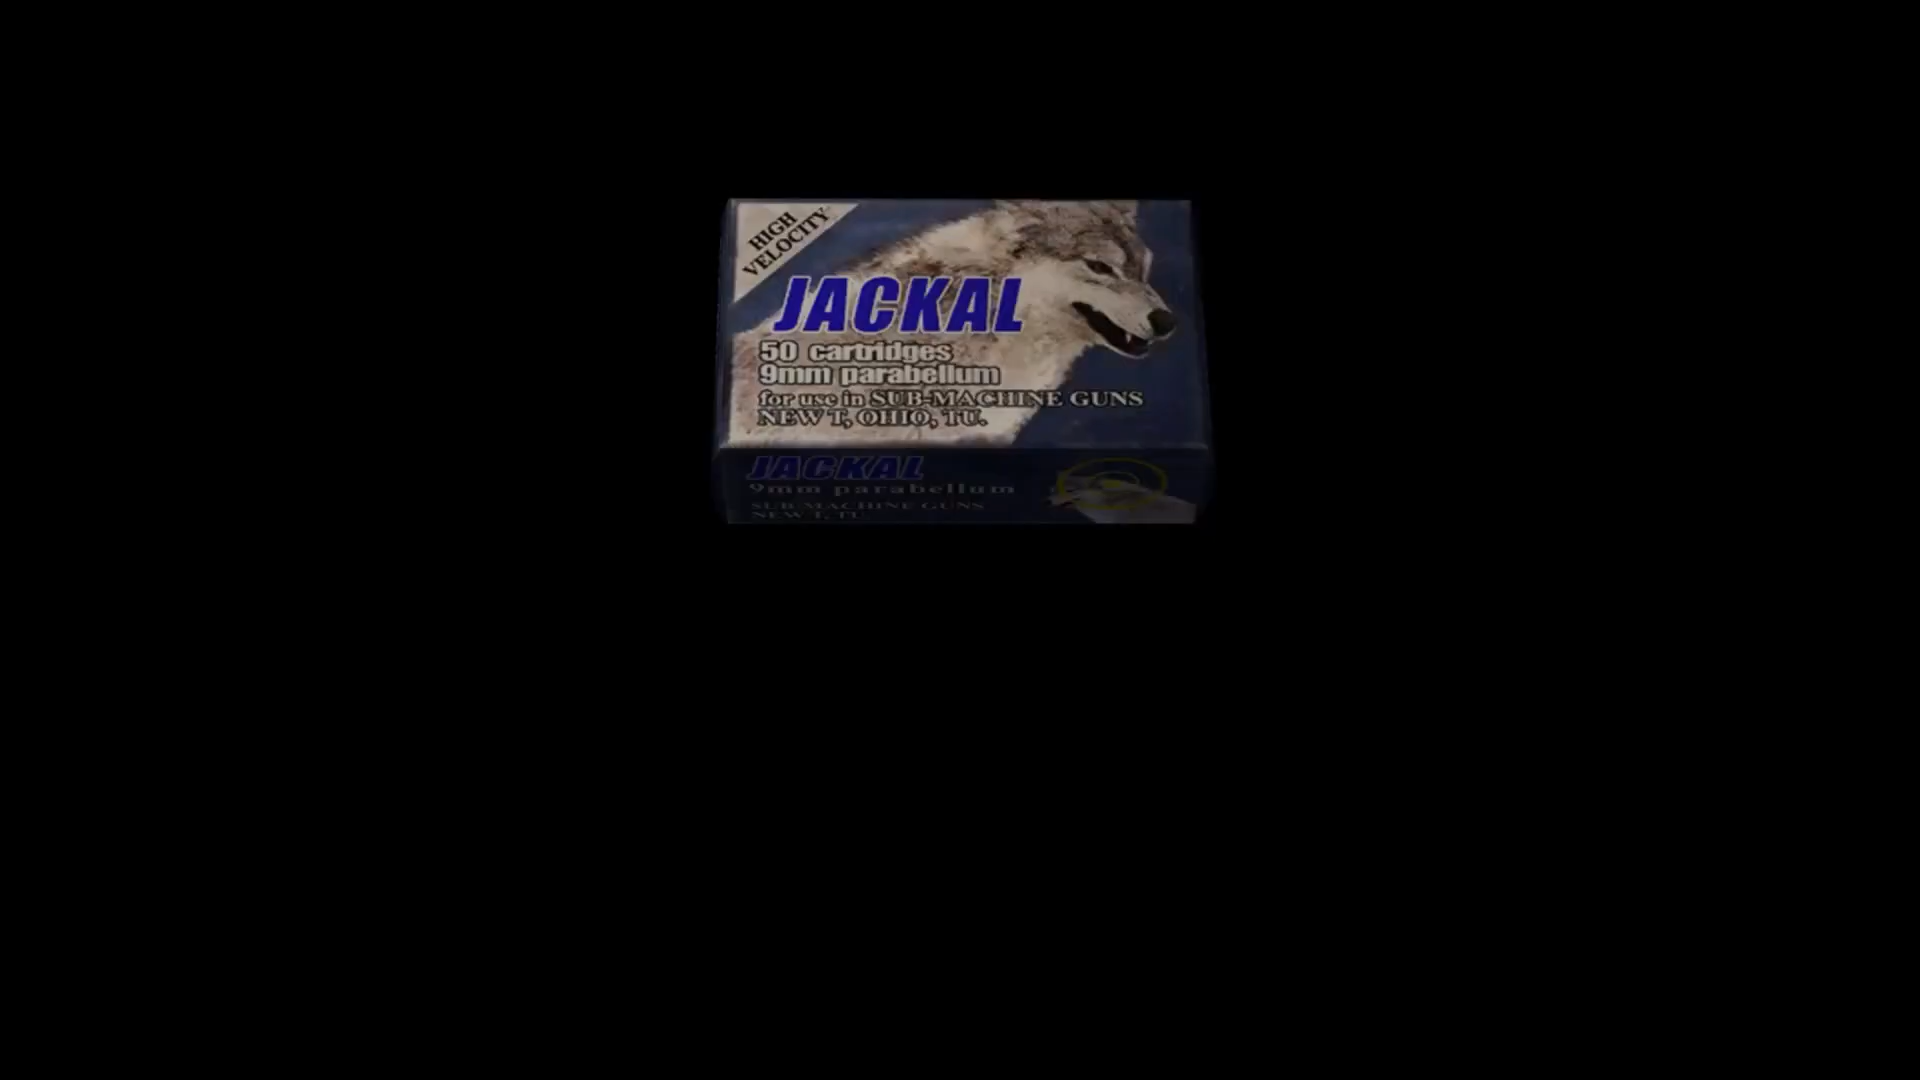 HIGH
VELOCITY
JACKAL
50 cartridges
9mm parabellum
for use in SUB-MACHINE GUNS
NEW T, OHIO, TU.
JACKAL
9mm parabellum
SUB-MACHINE GUNS
NEW T, TU.